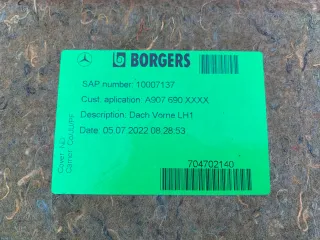 BORGERS
SAP number: 10007137
Cust. aplication A907 690 XXXX
Description: Dach Vorne LH1
Date: 05.07.2022 08:28:53
704702140